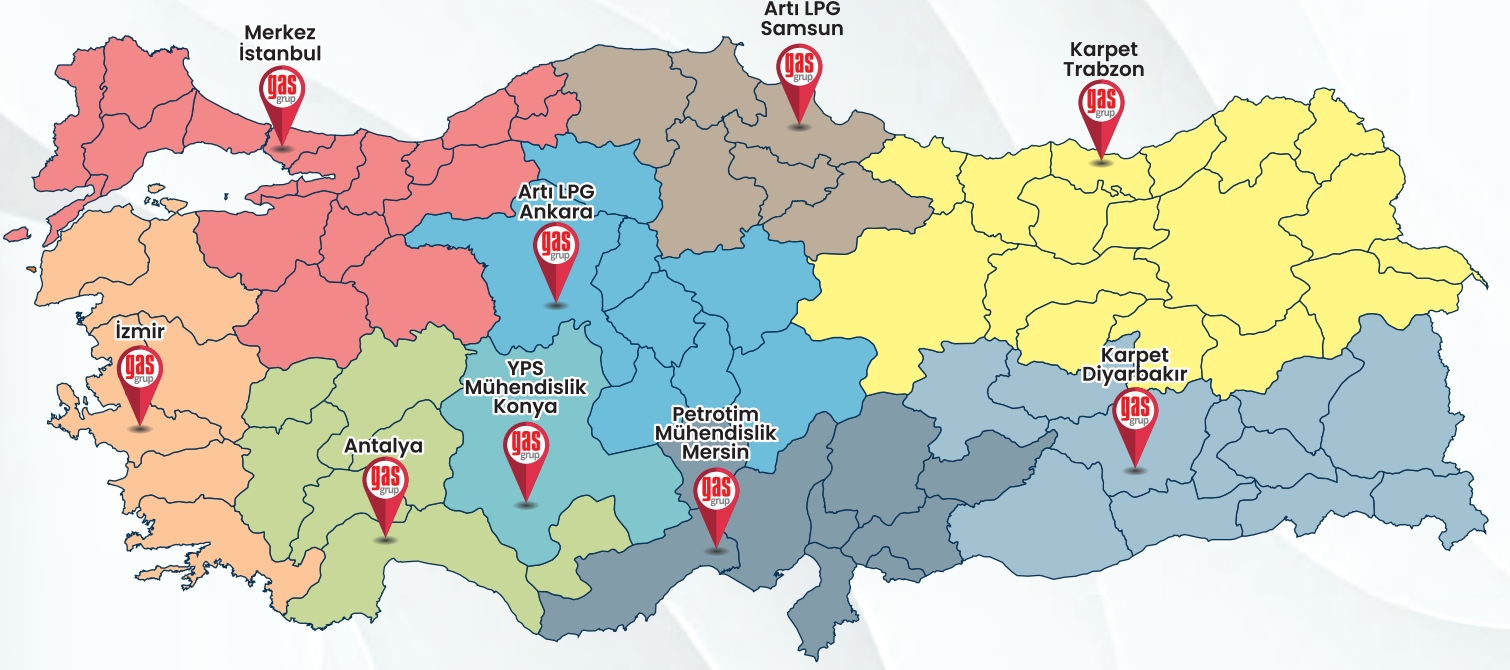 Artı LPG
Samsun
Merkez
İstanbul
gas
grup
gas
grup
Karpet
Trabzon
gas
grup
Artı LPG
Ankara
gas
grup
İzmir
gas
grup
YPS
Mühendislik
Konya
gas
grup
Karpet
Diyarbakır
gas
grup
Petrotim
Mühendislik
Mersin
gas
grup
Antalya
gas
grup